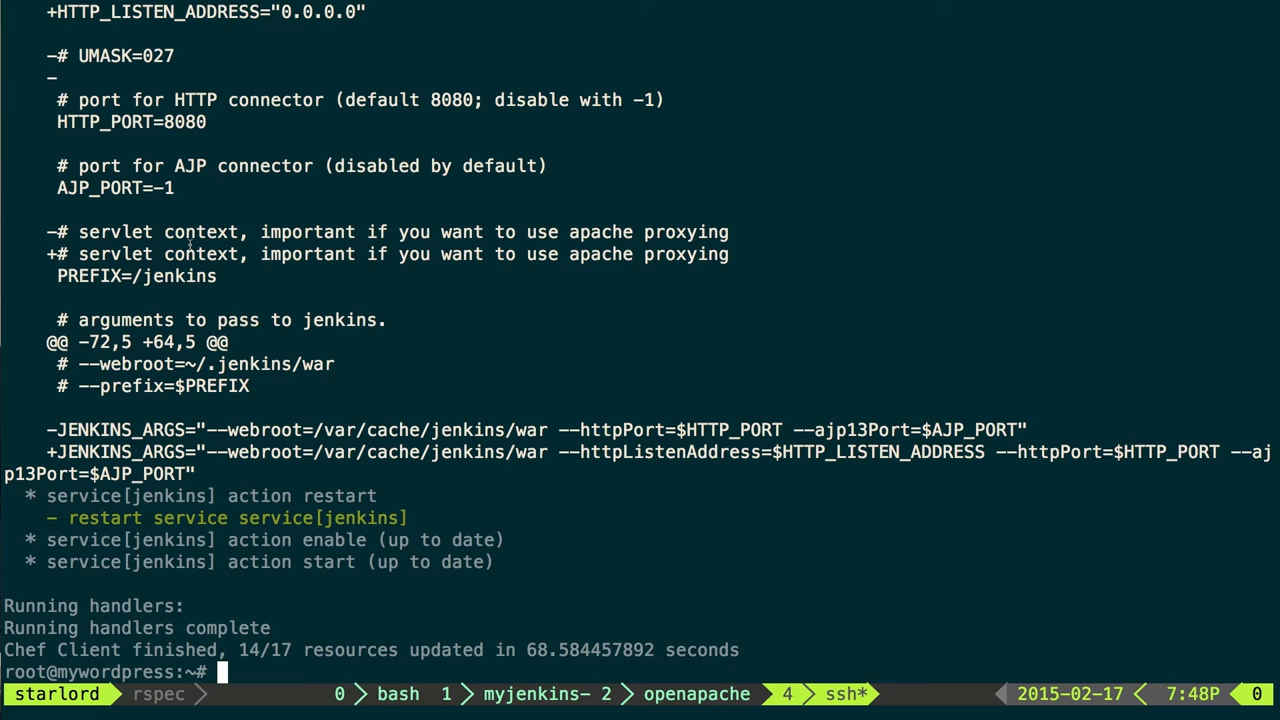 +HTTP_LISTEN_ADDRESS="0.0.0.0"
-# UMASK=027
-
# port for HTTP connector (default 8080; disable with -1)
HTTP_PORT=8080
# port for AJP connector (disabled by default)
AJP_PORT=-1
-# servlet context, important if you want to use apache proxying
+# servlet context, important if you want to use apache proxying
PREFIX=/jenkins
# arguments to pass to jenkins.
@@ -72,5 +64,5 @@
# --webroot=~/.jenkins/war
# --prefix=$PREFIX
-JENKINS_ARGS="--webroot=/var/cache/jenkins/war --httpPort=$HTTP_PORT --ajp13Port=$AJP_PORT"
+JENKINS_ARGS="--webroot=/var/cache/jenkins/war --httpListenAddress=$HTTP_LISTEN_ADDRESS --httpPort=$HTTP_PORT --aj
p13Port=$AJP_PORT"
* service[jenkins] action restart
- restart service service[jenkins]
* service[jenkins] action enable (up to date)
* service[jenkins] action start (up to date)
Running handlers:
Running handlers complete
Chef Client finished, 14/17 resources updated in 68.584457892 seconds
root@mywordpress:~#
starlord rspec 0 bash 1 myjenkins- 2 openapache 4 ssh* 2015-02-17 7:48P 0